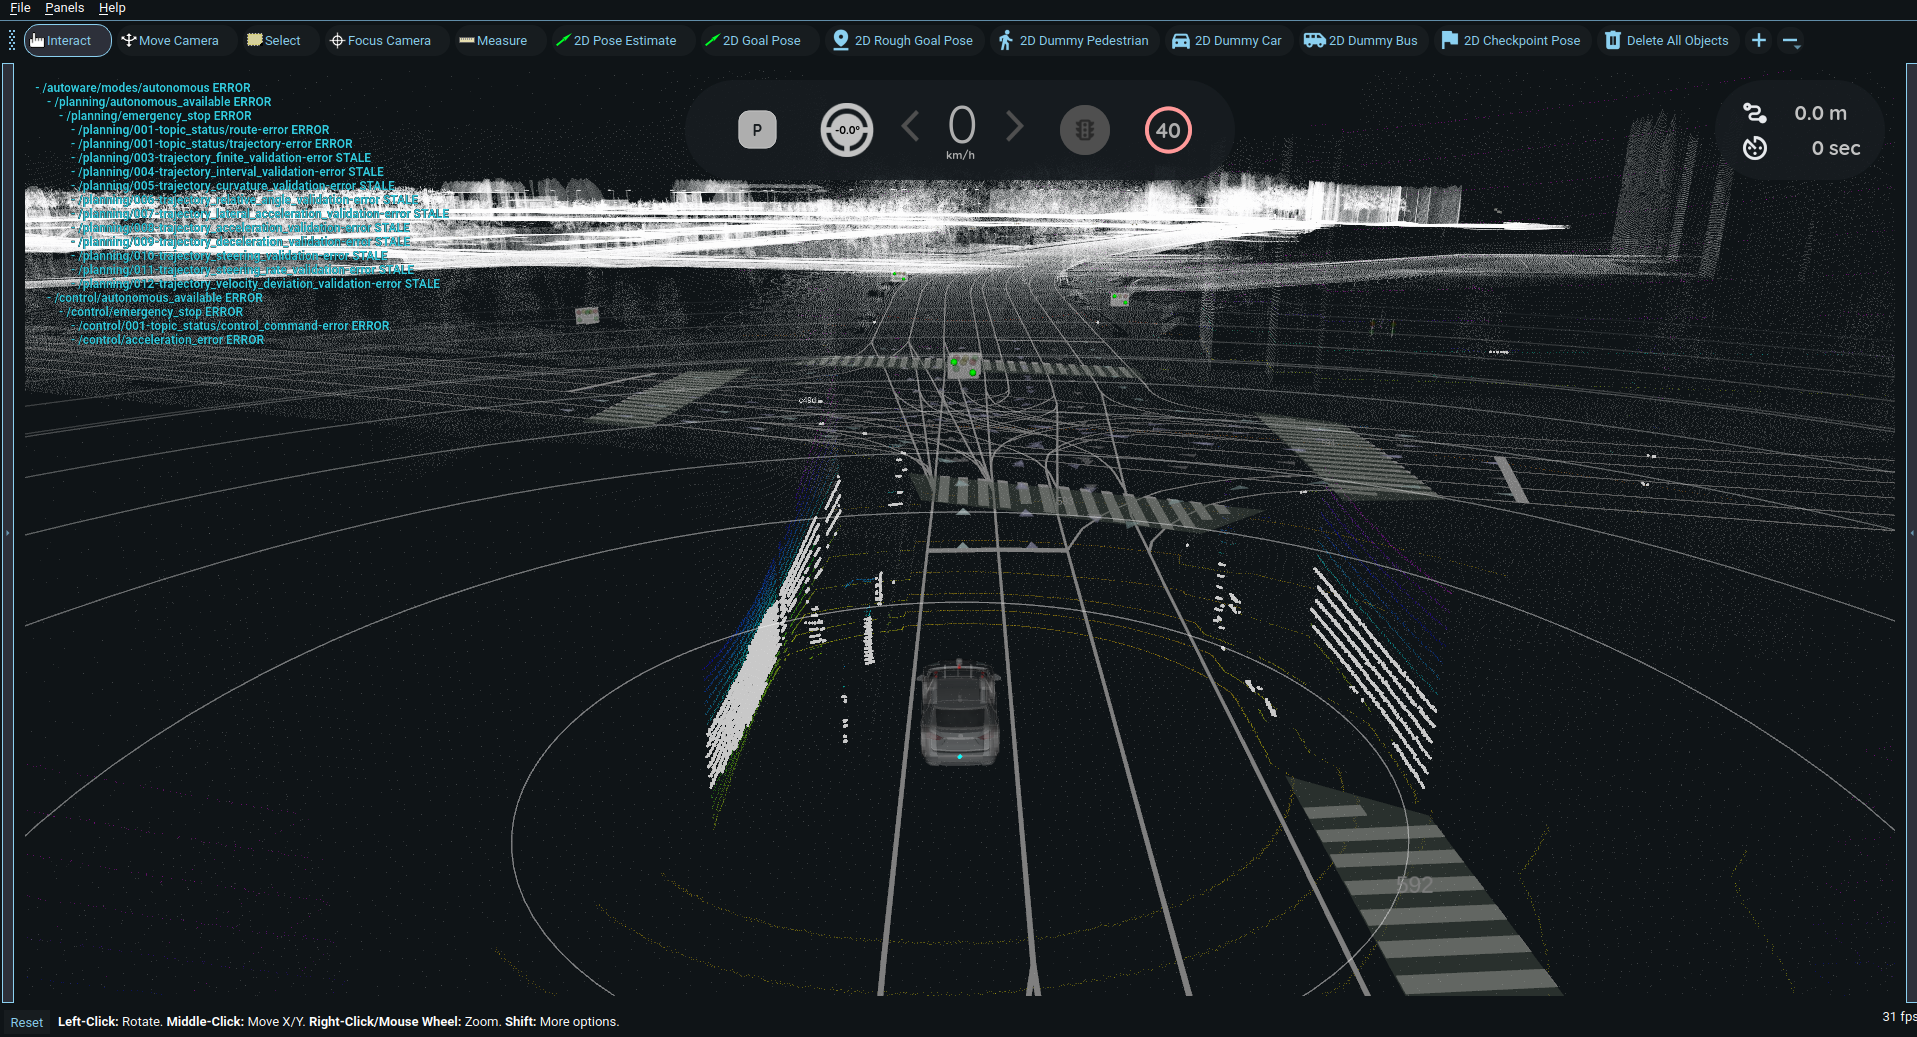 File Panels Help
Interact Move Camera Select Focus Camera Measure 2D Pose Estimate 2D Goal Pose 2D Rough Goal Pose 2D Dummy Pedestrian 2D Dummy Car 2D Dummy Bus 2D Checkpoint Pose Delete All Objects
- /autoware/modes/autonomous ERROR
- /planning/autonomous_available ERROR
- /planning/emergency_stop ERROR
- /planning/001-topic_status/route-error ERROR
- /planning/001-topic_status/trajectory-error ERROR
- /planning/003-trajectory_finite_validation-error STALE
- /planning/004-trajectory_interval_validation-error STALE
- /planning/005-trajectory_curvature_validation-error STALE
- /planning/006-trajectory_relative_angle_validation-error STALE
- /planning/007-trajectory_lateral_acceleration_validation-error STALE
- /planning/008-trajectory_acceleration_validation-error STALE
- /planning/009-trajectory_deceleration_validation-error STALE
- /planning/010-trajectory_steering_validation-error STALE
- /planning/011-trajectory_steering_rate_validation-error STALE
- /planning/012-trajectory_velocity_deviation_validation-error STALE
- /control/autonomous_available ERROR
- /control/emergency_stop ERROR
- /control/001-topic_status/control_command-error ERROR
- /control/acceleration_error ERROR
P
-0.0°
0
km/h
40
0.0 m
0 sec
592
Reset Left-Click: Rotate. Middle-Click: Move X/Y. Right-Click/Mouse Wheel: Zoom. Shift: More options.
31 fps